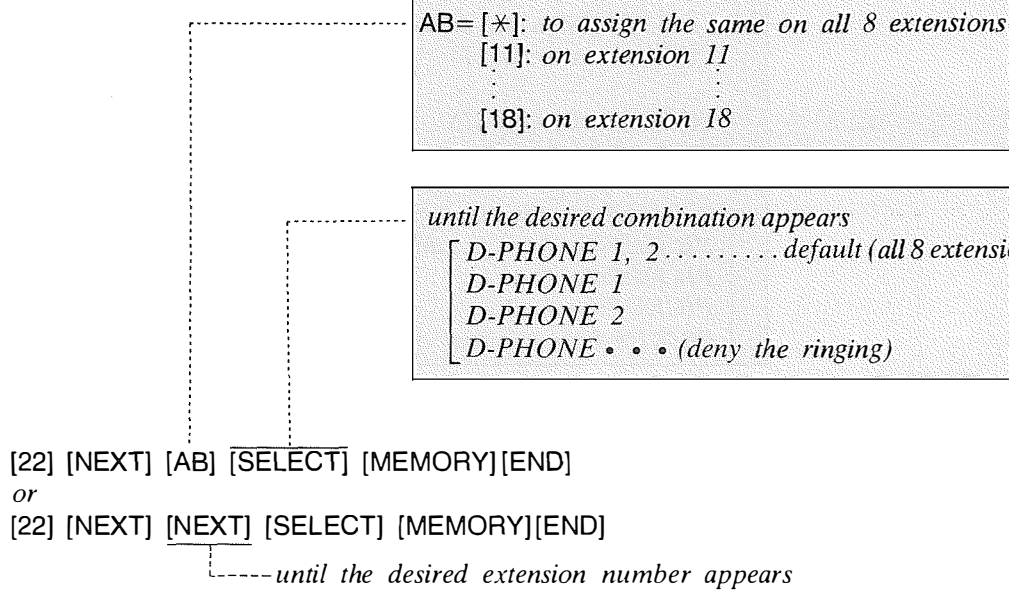 AB= [*]: to assign the same on all 8 extensions
[11]: on extension 11
[18]: on extension 18
until the desired combination appears
D-PHONE 1, 2 ......... default (all 8 extensi
D-PHONE 1
D-PHONE 2
D-PHONE • • • (deny the ringing)
[22] [NEXT] [AB] [SELECT] [MEMORY] [END]
or
[22] [NEXT] [NEXT] [SELECT] [MEMORY] [END]
until the desired extension number appears